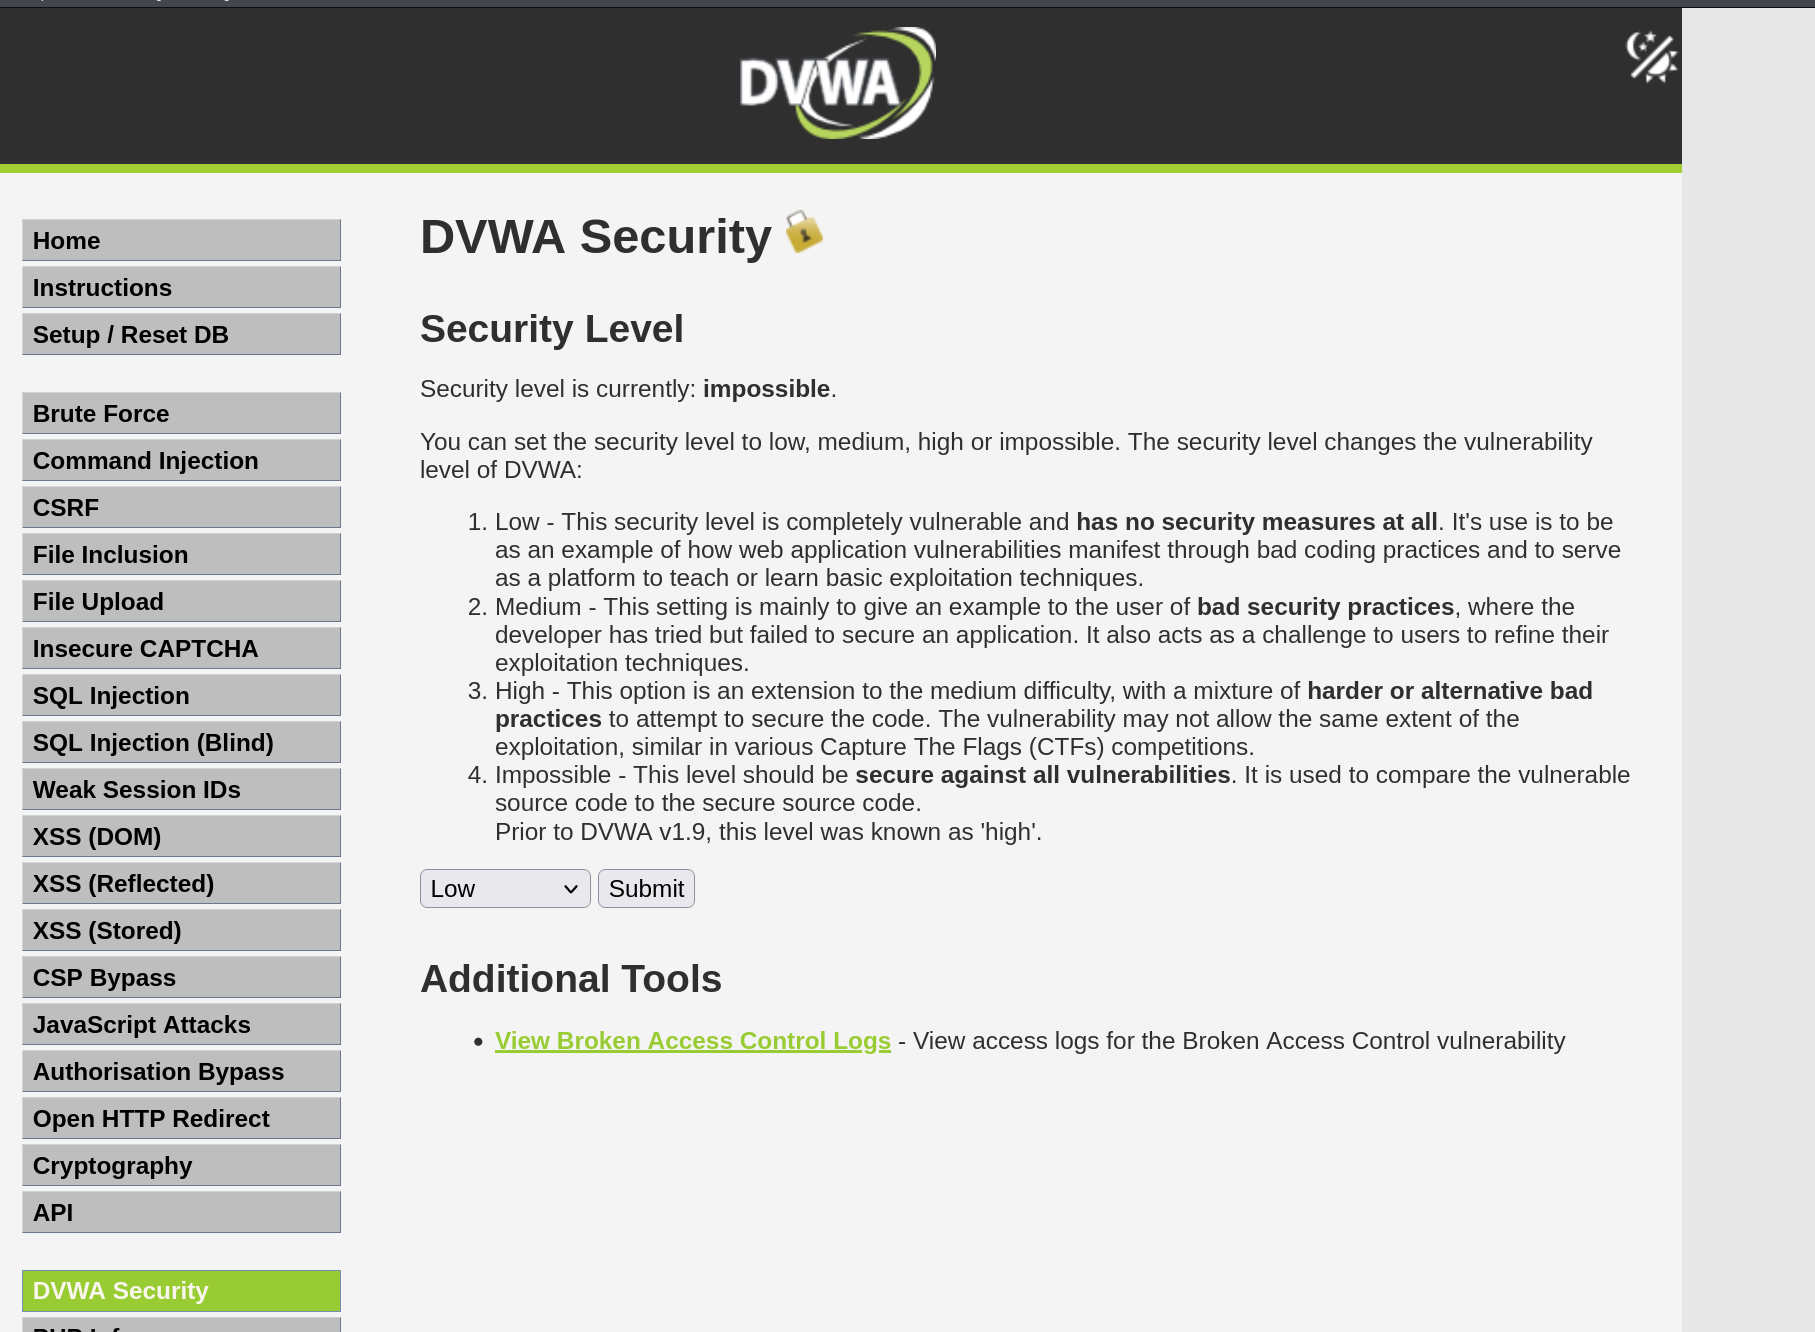 DVWA
Home
Instructions
Setup / Reset DB
Brute Force
Command Injection
CSRF
File Inclusion
File Upload
Insecure CAPTCHA
SQL Injection
SQL Injection (Blind)
Weak Session IDs
XSS (DOM)
XSS (Reflected)
XSS (Stored)
CSP Bypass
JavaScript Attacks
Authorisation Bypass
Open HTTP Redirect
Cryptography
API
DVWA Security
DVWA Security
Security Level
Security level is currently: impossible.
You can set the security level to low, medium, high or impossible. The security level changes the vulnerability
level of DVWA:
1. Low - This security level is completely vulnerable and has no security measures at all. It's use is to be
as an example of how web application vulnerabilities manifest through bad coding practices and to serve
as a platform to teach or learn basic exploitation techniques.
2. Medium - This setting is mainly to give an example to the user of bad security practices, where the
developer has tried but failed to secure an application. It also acts as a challenge to users to refine their
exploitation techniques.
3. High - This option is an extension to the medium difficulty, with a mixture of harder or alternative bad
practices to attempt to secure the code. The vulnerability may not allow the same extent of the
exploitation, similar in various Capture The Flags (CTFs) competitions.
4. Impossible - This level should be secure against all vulnerabilities. It is used to compare the vulnerable
source code to the secure source code.
Prior to DVWA v1.9, this level was known as 'high'.
Low Submit
Additional Tools
• View Broken Access Control Logs - View access logs for the Broken Access Control vulnerability